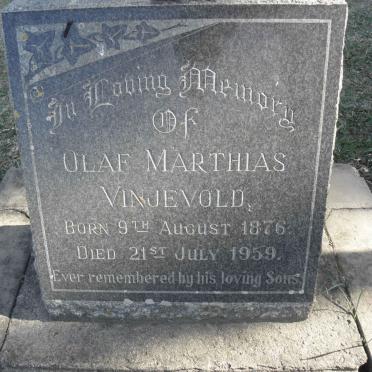 In Loving Memory
Of
Olaf Marthias
Vinjevold,
Born 9th August 1876.
Died 21st July 1959.
Ever remembered by his loving Sons.